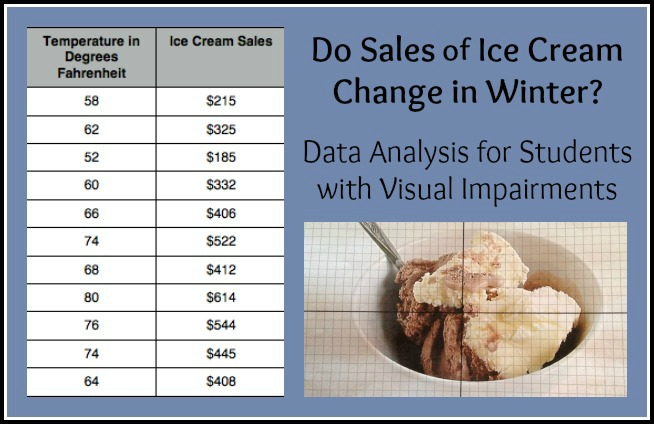 Temperature in
Degrees
Fahrenheit
Ice Cream Sales
58 $215
62 $325
52 $185
60 $332
66 $406
74 $522
68 $412
80 $614
76 $544
74 $445
64 $408
Do Sales of Ice Cream
Change in Winter?
Data Analysis for Students
with Visual Impairments